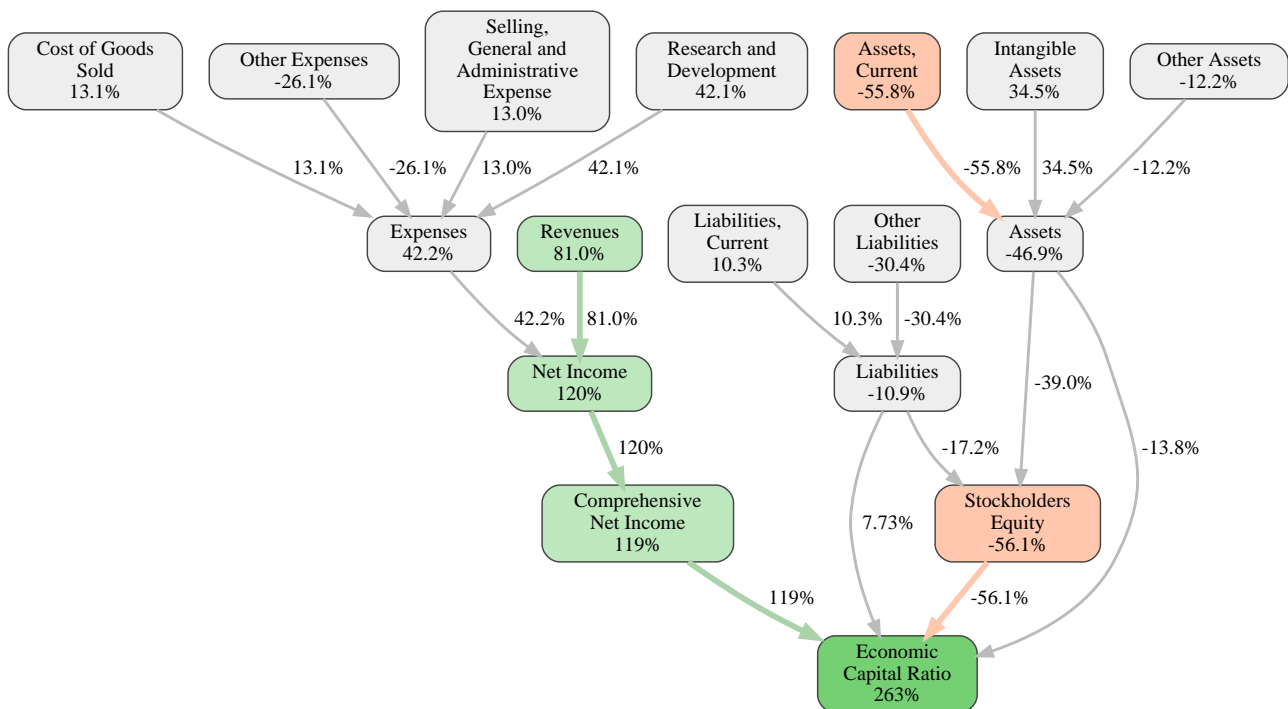 Cost of Goods
Sold
13.1%
Other Expenses
-26.1%
Selling,
General and
Administrative
Expense
13.0%
Research and
Development
42.1%
Assets,
Current
-55.8%
Intangible
Assets
34.5%
Other Assets
-12.2%
13.1%
-26.1%
13.0%
42.1%
-55.8%
34.5%
-12.2%
Expenses
42.2%
Revenues
81.0%
Liabilities,
Current
10.3%
Other
Liabilities
-30.4%
Assets
-46.9%
42.2%
81.0%
10.3%
-30.4%
Net Income
120%
Liabilities
-10.9%
-39.0%
120%
-17.2%
-13.8%
Comprehensive
Net Income
119%
7.73%
Stockholders
Equity
-56.1%
119%
-56.1%
Economic
Capital Ratio
263%